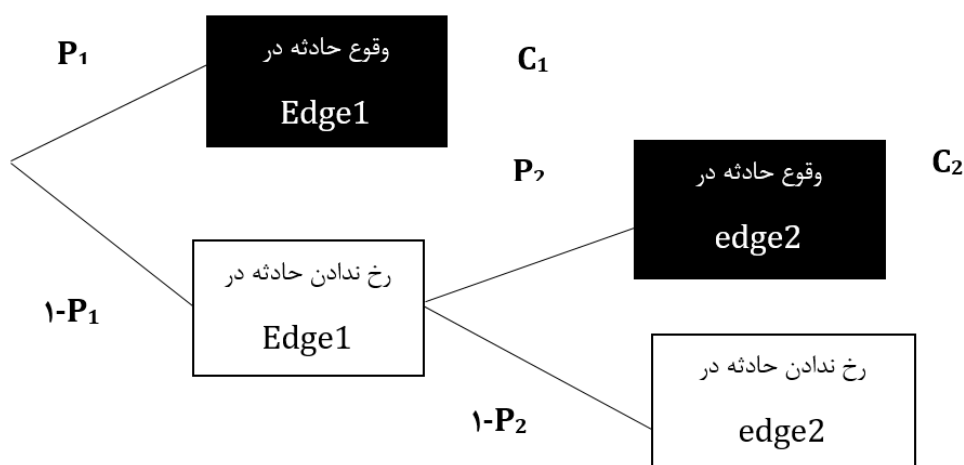 P₁
وقوع حادثه در
Edge1
C₁
۱-P₁
رخ ندادن حادثه در
Edge1
P₂
وقوع حادثه در
edge2
C₂
۱-P₂
رخ ندادن حادثه در
edge2